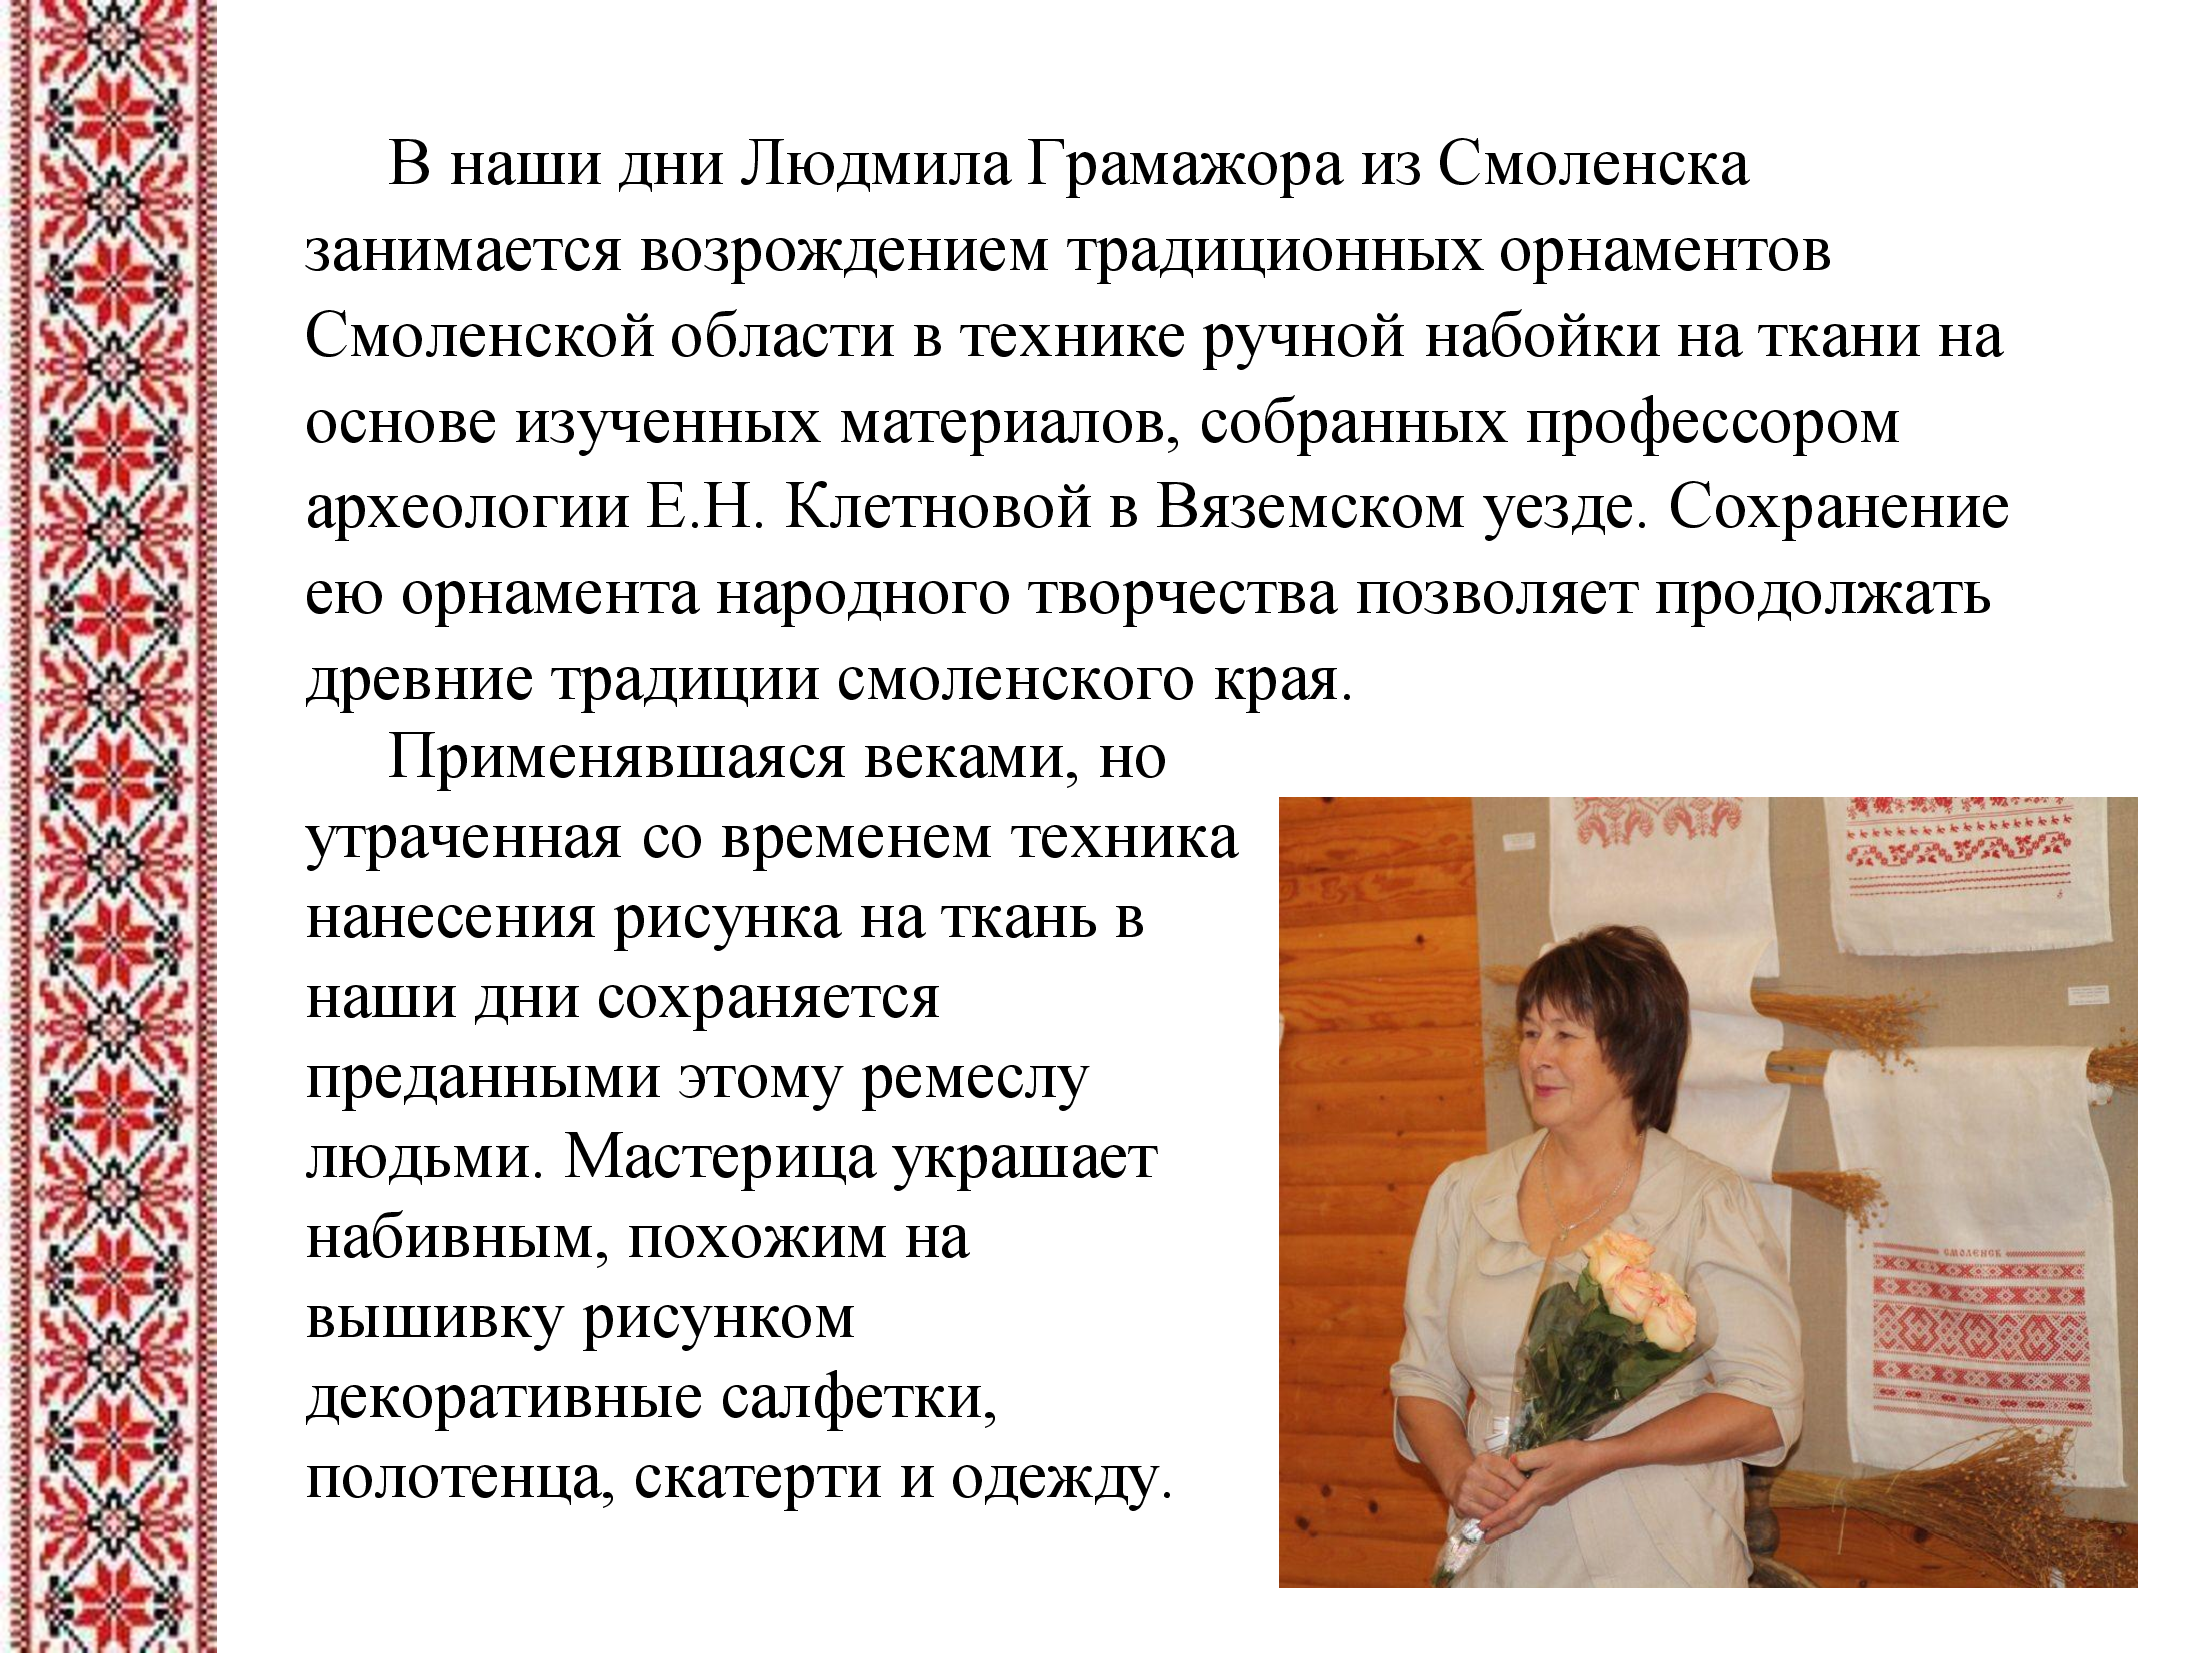 В наши дни Людмила Грамажора из Смоленска
занимается возрождением традиционных орнаментов
Смоленской области в технике ручной набойки на ткани на
основе изученных материалов, собранных профессором
археологии Е.Н. Клетновой в Вяземском уезде. Сохранение
ею орнамента народного творчества позволяет продолжать
древние традиции смоленского края.
Применявшаяся веками, но
утраченная со временем техника
нанесения рисунка на ткань в
наши дни сохраняется
преданными этому ремеслу
людьми. Мастерица украшает
набивным, похожим на
вышивку рисунком
декоративные салфетки,
полотенца, скатерти и одежду.
СМОЛЕНСК